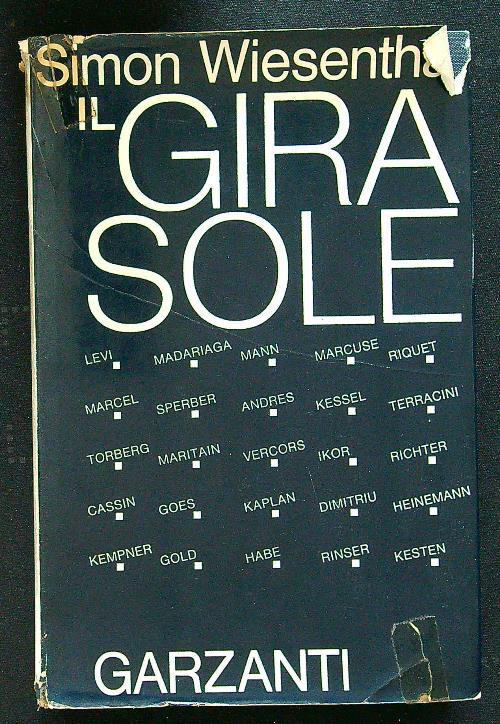 Simon Wiesentha
IL
GIRA
SOLE
LEVI MADARIAGA MANN MARCUSE RIQUET
MARCEL SPERBER ANDRES KESSEL TERRACINI
TORBERG MARITAIN VERCORS IKOR RICHTER
CASSIN GOES KAPLAN DIMITRIU HEINEMANN
KEMPNER GOLD HABE RINSER KESTEN
GARZANTI